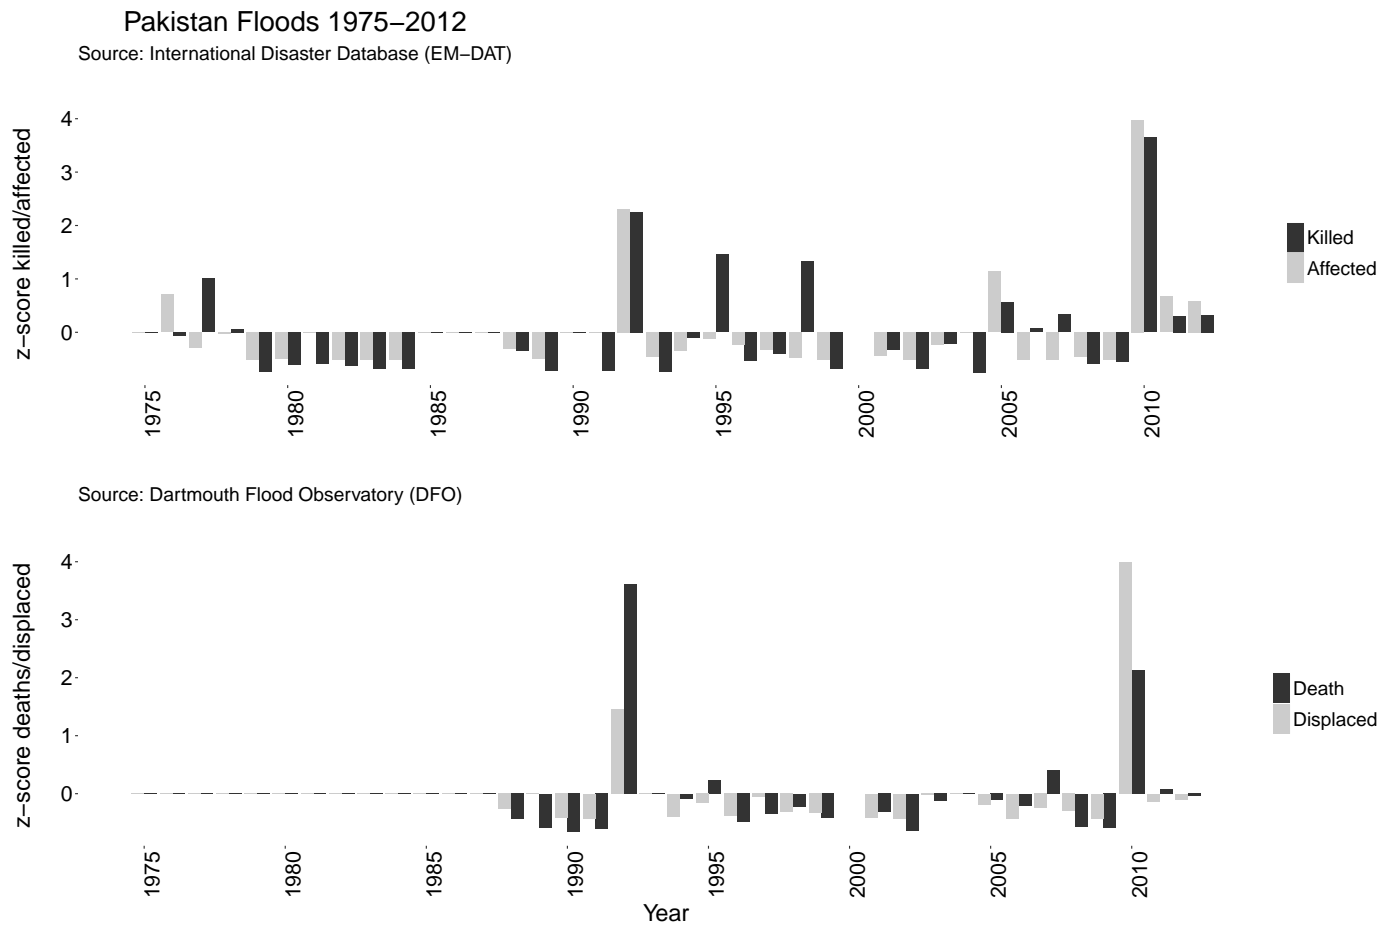 Pakistan Floods 1975−2012
Source: International Disaster Database (EM−DAT)
z−score killed/affected
4
3
2
1
0
1975
1980
1985
1990
1995
2000
2005
2010
Killed
Affected
Source: Dartmouth Flood Observatory (DFO)
z−score deaths/displaced
4
3
2
1
0
1975
1980
1985
1990
1995
2000
2005
2010
Year
Death
Displaced